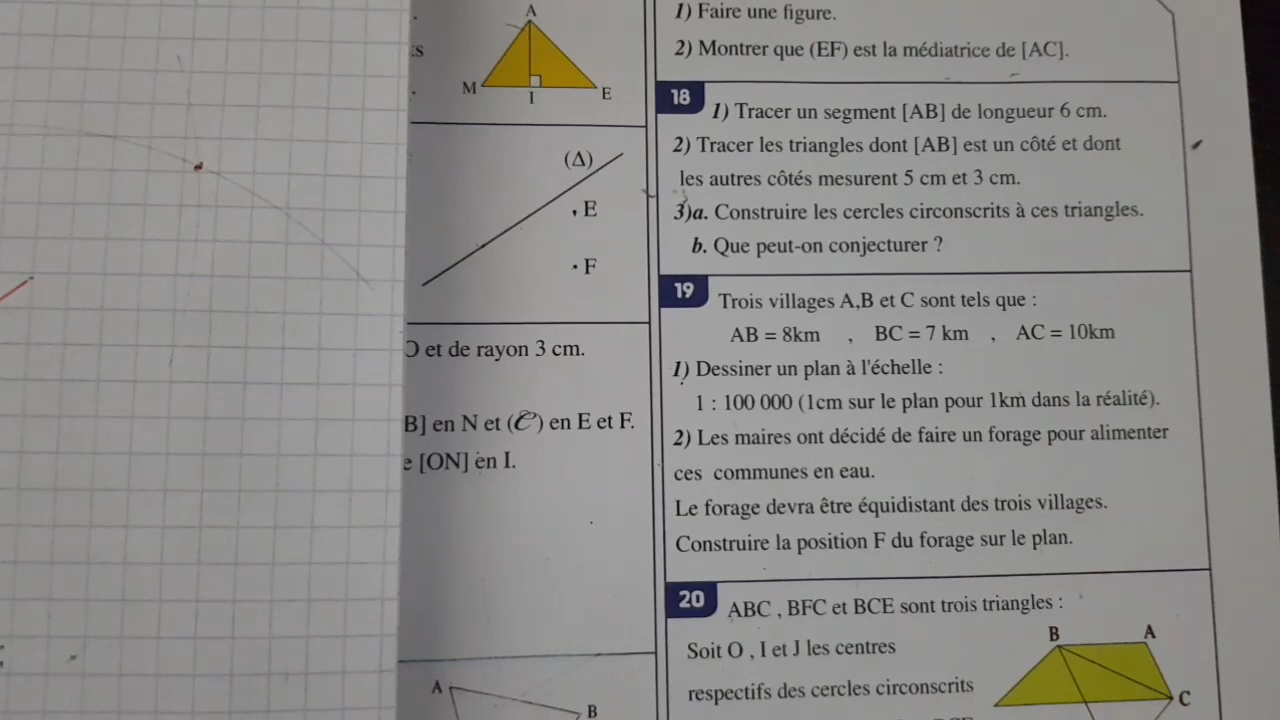 A
M
I
E
(Δ)
E
F
et de rayon 3 cm.
B] en N et (C) en E et F.
e [ON] en I.
A
B
1) Faire une figure.
2) Montrer que (EF) est la médiatrice de [AC].
18
1) Tracer un segment [AB] de longueur 6 cm.
2) Tracer les triangles dont [AB] est un côté et dont
les autres côtés mesurent 5 cm et 3 cm.
3)a. Construire les cercles circonscrits à ces triangles.
b. Que peut-on conjecturer ?
19
Trois villages A,B et C sont tels que :
AB = 8km , BC = 7 km , AC = 10km
1) Dessiner un plan à l'échelle :
1 : 100 000 (1cm sur le plan pour 1km dans la réalité).
2) Les maires ont décidé de faire un forage pour alimenter
ces communes en eau.
Le forage devra être équidistant des trois villages.
Construire la position F du forage sur le plan.
20
ABC , BFC et BCE sont trois triangles :
Soit O , I et J les centres
respectifs des cercles circonscrits
B
A
C